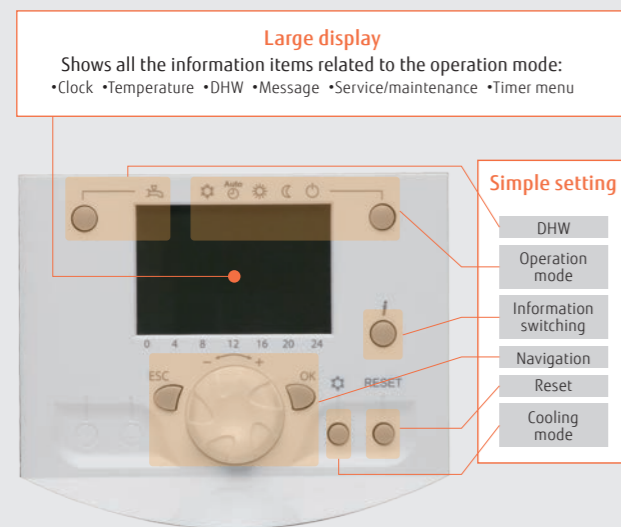 Large display
Shows all the information items related to the operation mode:
•Clock •Temperature •DHW •Message •Service/maintenance •Timer menu
Simple setting
Auto
DHW
Operation
mode
i
Information
switching
0 4 8 12 16 20 24
- +
ESC
OK
RESET
Navigation
Reset
Cooling
mode